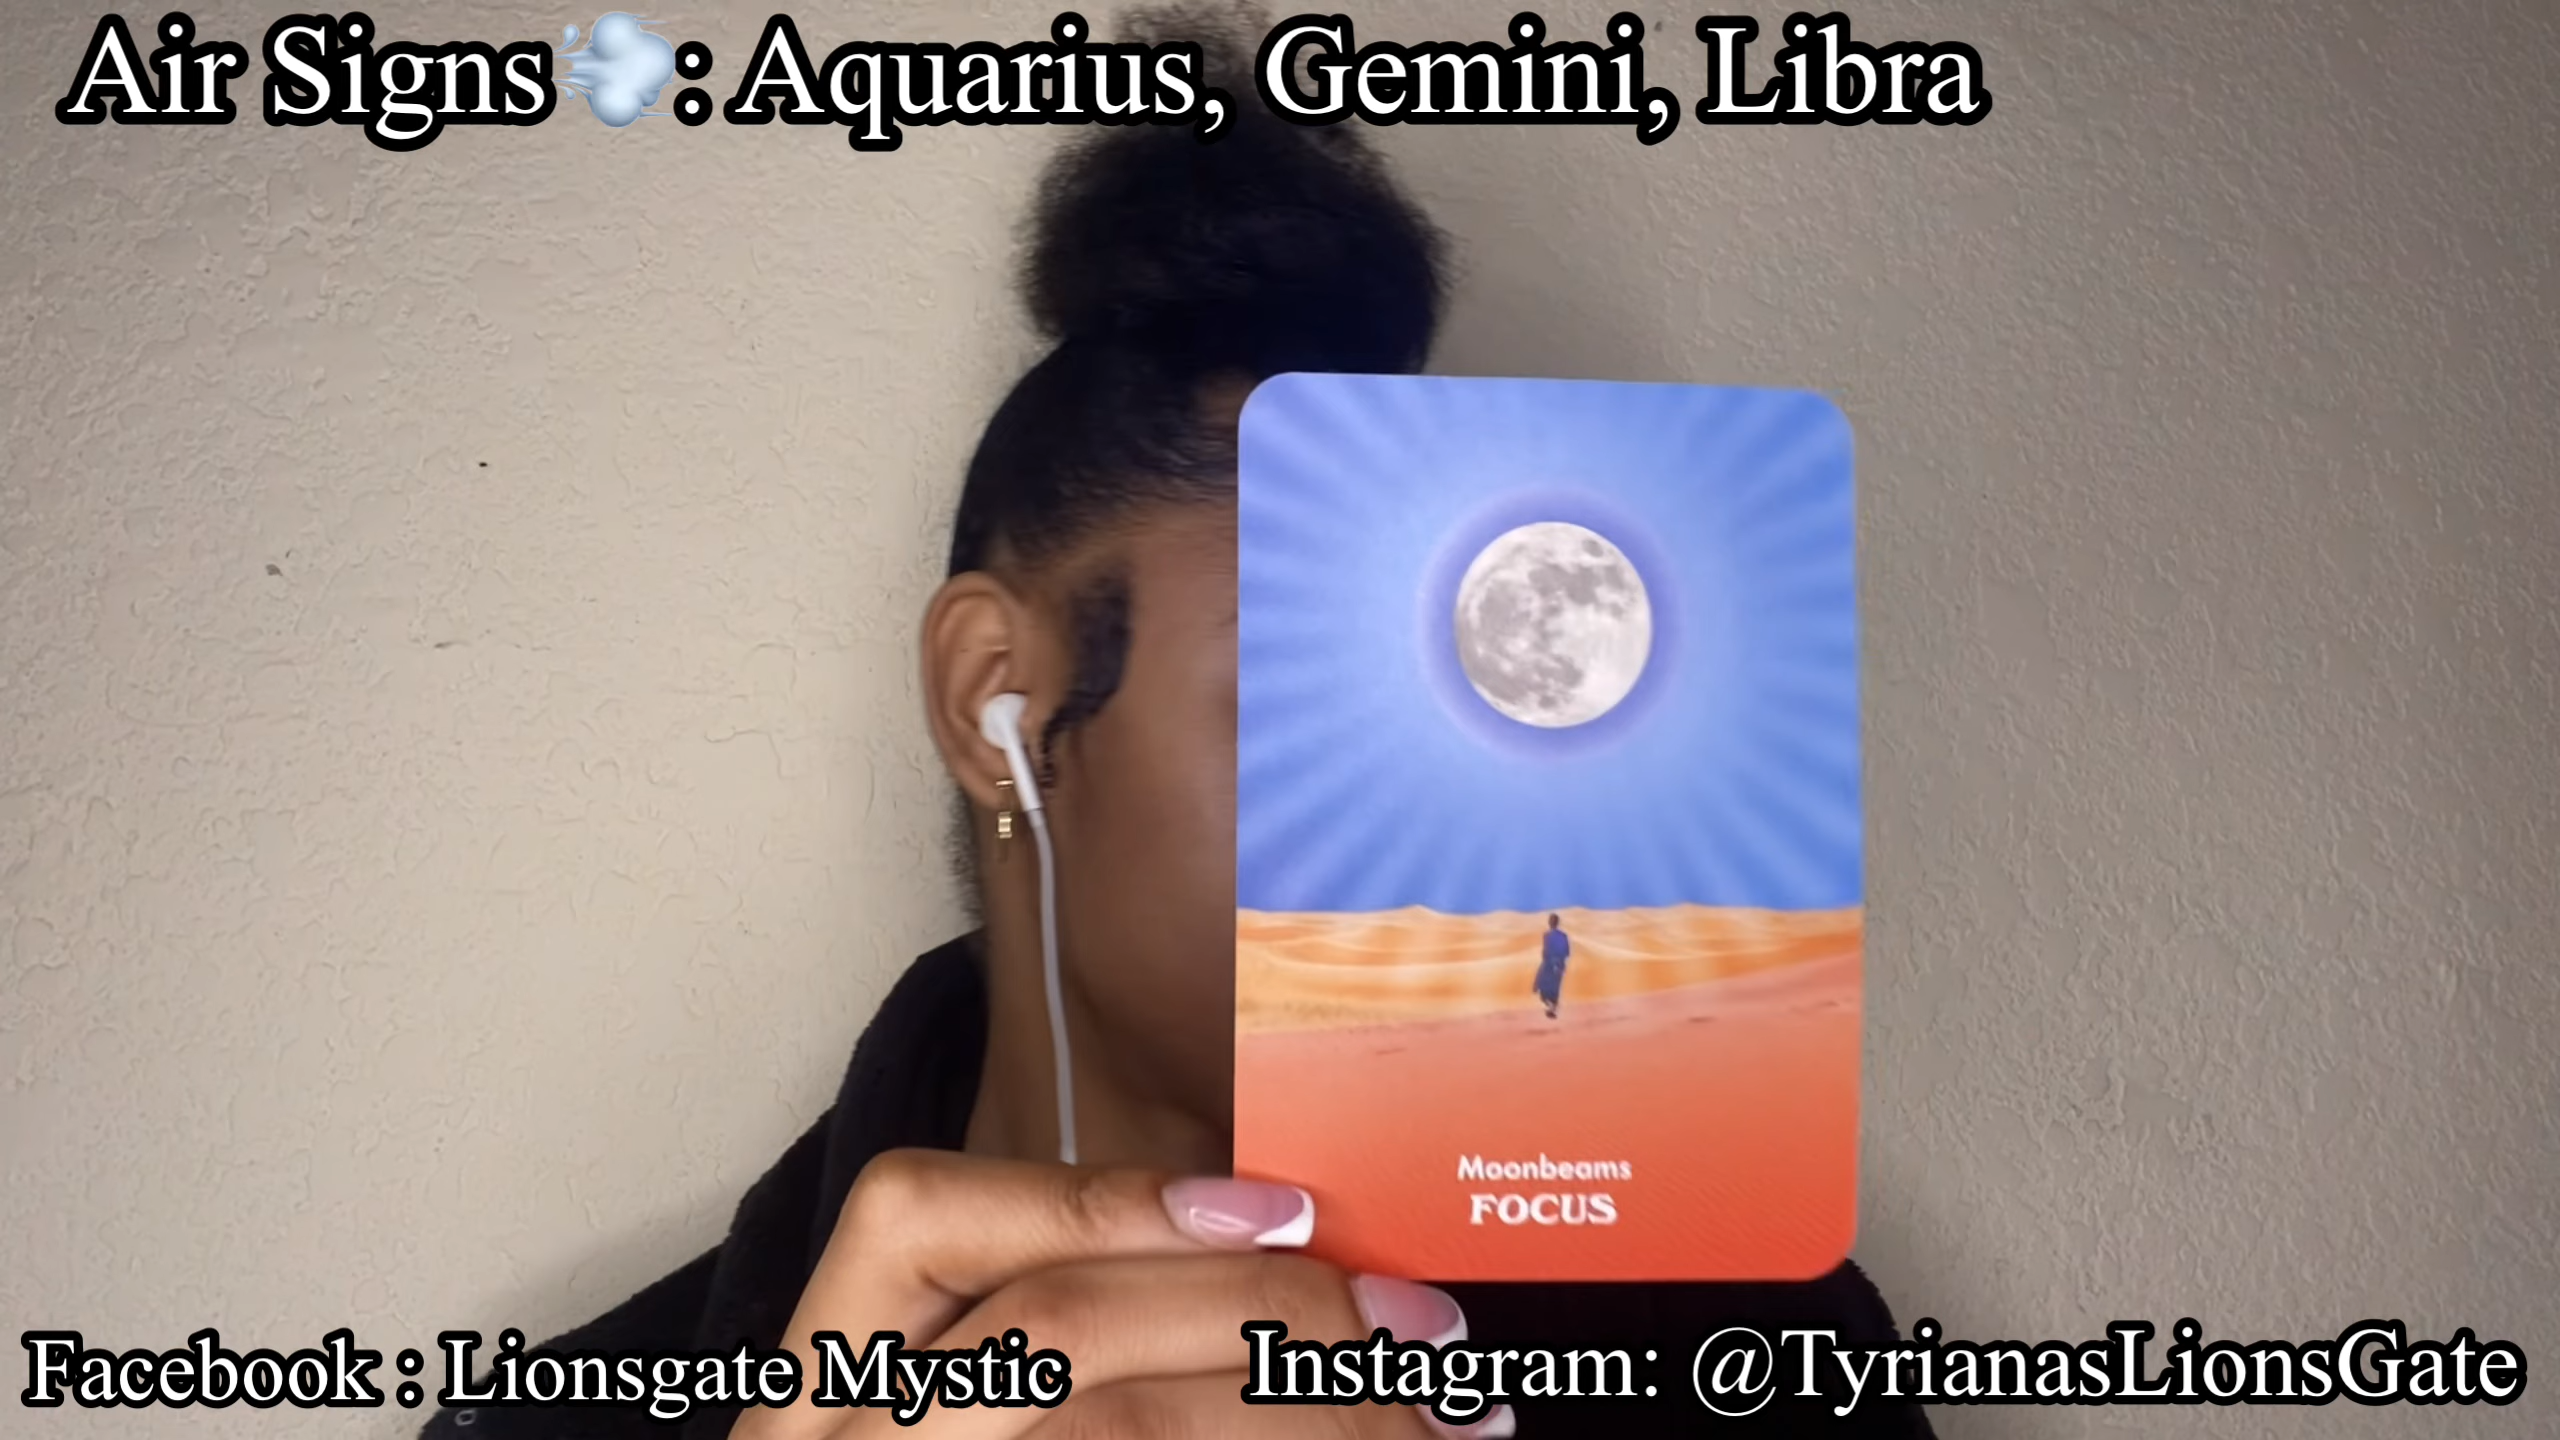 Air Signs💨: Aquarius, Gemini, Libra
Moonbeams
FOCUS
Facebook : Lionsgate Mystic
Instagram: @TyrianasLionsGate